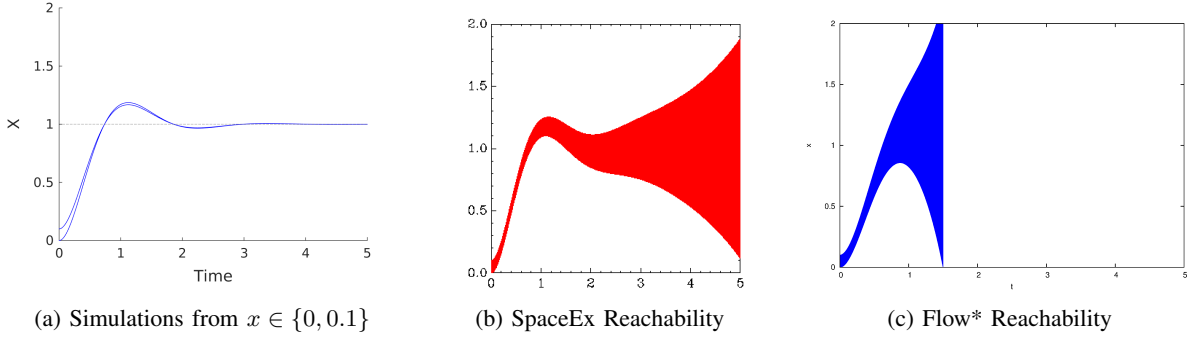 2
1.5
1
0.5
0
X
0 1 2 3 4 5
Time
2.0
1.5
1.0
0.5
0.0
0 1 2 3 4 5
2
1.5
1
0.5
0
x
0 1 2 3 4 5
t
(a) Simulations from x ∈ {0, 0.1}
(b) SpaceEx Reachability
(c) Flow* Reachability